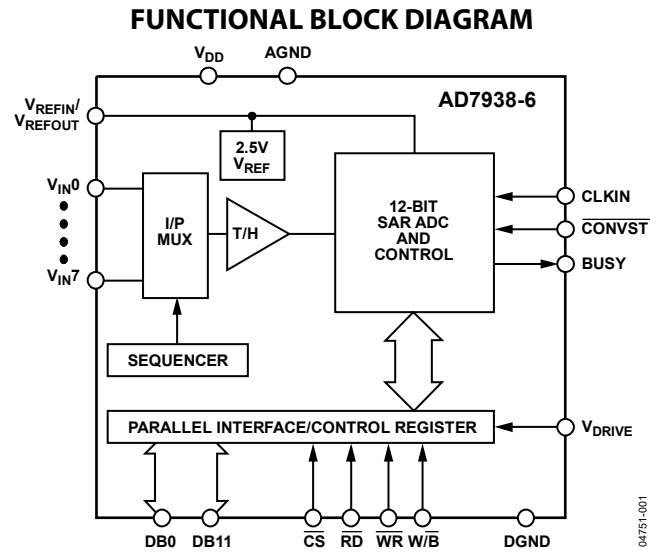 FUNCTIONAL BLOCK DIAGRAM
VDD
AGND
AD7938-6
VREFIN/
VREFOUT
2.5V
VREF
VIN0
VIN7
I/P
MUX
T/H
12-BIT
SAR ADC
AND
CONTROL
CLKIN
CONVST
BUSY
SEQUENCER
PARALLEL INTERFACE/CONTROL REGISTER
VDRIVE
DB0
DB11
CS
RD
WR
W/B
DGND
04751-001